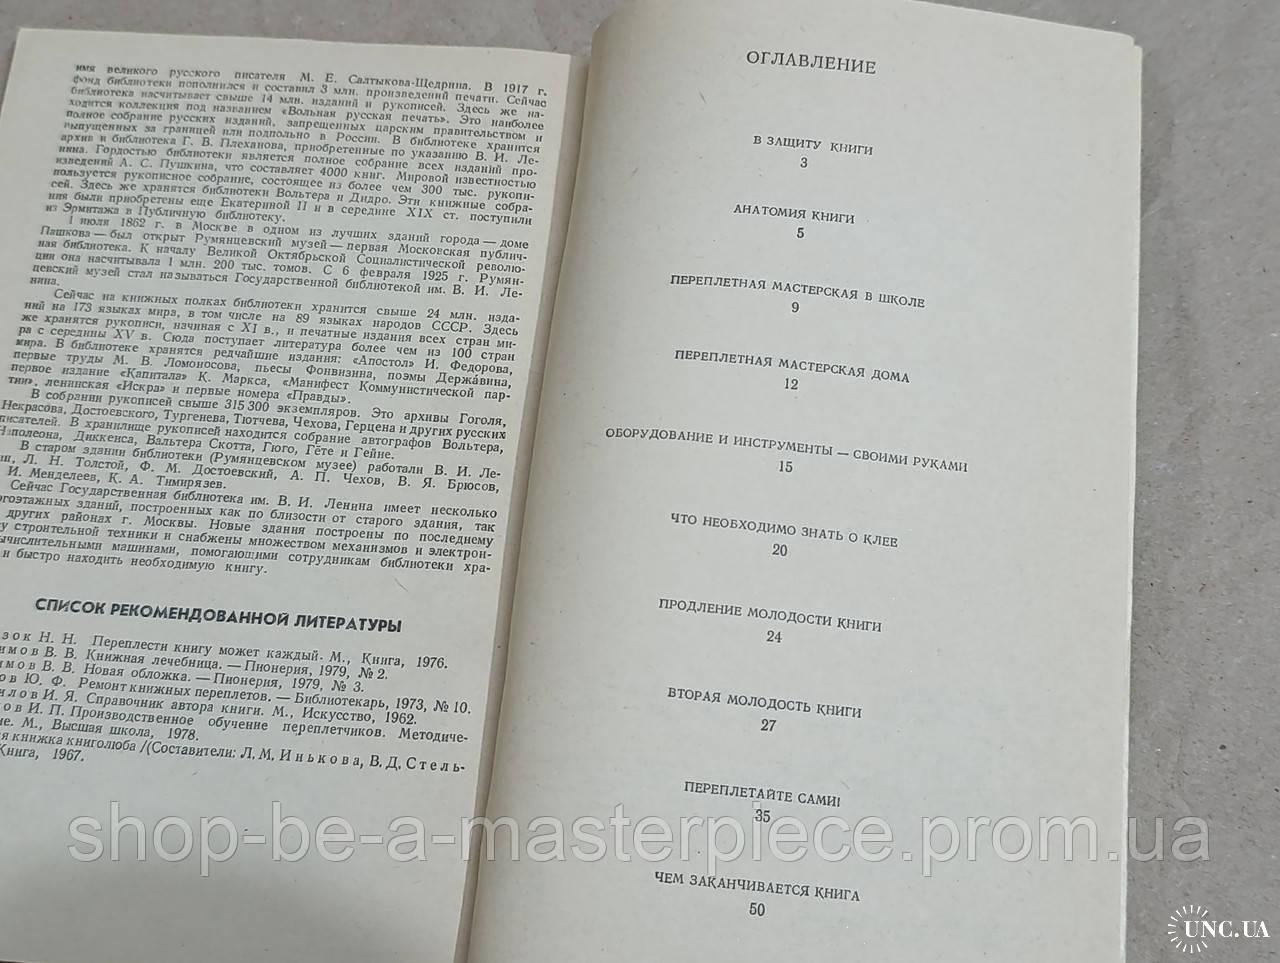 имя великого русского писателя М. Е. Салтыкова-Щедрина. В 1917 г.
фонд библиотеки пополнился и составил 3 млн. произведений печати. Сейчас
библиотека насчитывает свыше 14 млн. изданий и рукописей. Здесь же на-
ходится коллекция под названием «Вольная русская печать». Это наиболее
полное собрание русских изданий, запрещенных царским правительством и
выпущенных за границей или подпольно в России. В библиотеке хранится
архив и библиотека Г. В. Плеханова, приобретенные по указанию В. И. Ле-
нина. Гордостью библиотеки является полное собрание всех изданий про-
изведений А. С. Пушкина, что составляет 4000 книг. Мировой известностью
пользуется рукописное собрание, состоящее из более чем 300 тыс. рукопи-
сей. Здесь же хранятся библиотеки Вольтера и Дидро. Эти книжные собра-
ния были приобретены еще Екатериной II и в середине XIX ст. поступили
из Эрмитажа в Публичную библиотеку.
1 июля 1862 г. в Москве в одном из лучших зданий города — доме
Пашкова — был открыт Румянцевский музей — первая Московская публич-
ная библиотека. К началу Великой Октябрьской Социалистической револю-
ции она насчитывала 1 млн. 200 тыс. томов. С 6 февраля 1925 г. Румян-
цевский музей стал называться Государственной библиотекой им. В. И. Ле-
нина.
Сейчас на книжных полках библиотеки хранится свыше 24 млн. изда-
ний на 173 языках мира, в том числе на 89 языках народов СССР. Здесь
же хранятся рукописи, начиная с XI в., и печатные издания всех стран ми-
ра с середины XV в. Сюда поступает литература более чем из 100 стран
мира. В библиотеке хранятся редчайшие издания: «Апостол» И. Федорова,
первые труды М. В. Ломоносова, пьесы Фонвизина, поэмы Державина,
первое издание «Капитала» К. Маркса, «Манифест Коммунистической пар-
тии», ленинская «Искра» и первые номера «Правды».
В собрании рукописей свыше 315 300 экземпляров. Это архивы Гоголя,
Некрасова, Достоевского, Тургенева, Тютчева, Чехова, Герцена и других русских
писателей. В хранилище рукописей находится собрание автографов Вольтера,
Наполеона, Диккенса, Вальтера Скотта, Гюго, Гёте и Гейне.
В старом здании библиотеки (Румянцевском музее) работали В. И. Ле-
Л. Н. Толстой, Ф. М. Достоевский, А. П. Чехов, В. Я. Брюсов,
И. Менделеев, К. А. Тимирязев.
Сейчас Государственная библиотека им. В. И. Ленина имеет несколько
огоэтажных зданий, построенных как по близости от старого здания, так
других районах г. Москвы. Новые здания построены по последнему
у строительной техники и снабжены множеством механизмов и электрон-
ычислительными машинами, помогающими сотрудникам библиотеки хра-
и быстро находить необходимую книгу.
СПИСОК РЕКОМЕНДОВАННОЙ ЛИТЕРАТУРЫ
зок Н. Н. Переплести книгу может каждый. М., Книга, 1976.
имов В. В. Книжная лечебница. — Пионерия, 1979, № 2.
имов В. В. Новая обложка. — Пионерия, 1979, № 3.
ов Ю. Ф. Ремонт книжных переплетов. — Библиотекарь, 1973, № 10.
илов И. Я. Справочник автора книги. М., Искусство, 1962.
ков И. П. Производственное обучение переплетчиков. Методиче-
ие. М., Высшая школа, 1978.
я книжка книголюба /(Составители: Л. М. Инькова, В. Д. Стель-
Книга, 1967.
ОГЛАВЛЕНИЕ
В ЗАЩИТУ КНИГИ
3
АНАТОМИЯ КНИГИ
5
ПЕРЕПЛЕТНАЯ МАСТЕРСКАЯ В ШКОЛЕ
9
ПЕРЕПЛЕТНАЯ МАСТЕРСКАЯ ДОМА
12
ОБОРУДОВАНИЕ И ИНСТРУМЕНТЫ — СВОИМИ РУКАМИ
15
ЧТО НЕОБХОДИМО ЗНАТЬ О КЛЕЕ
20
ПРОДЛЕНИЕ МОЛОДОСТИ КНИГИ
24
ВТОРАЯ МОЛОДОСТЬ КНИГИ
27
ПЕРЕПЛЕТАЙТЕ САМИ!
35
ЧЕМ ЗАКАНЧИВАЕТСЯ КНИГА
50
shop-be-a-masterpiece.prom.ua
UNC.UA